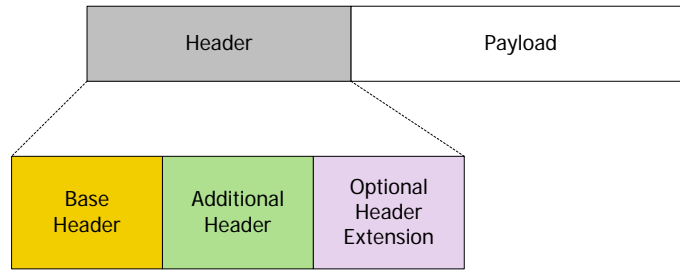 Header
Payload
Base
Header
Additional
Header
Optional
Header
Extension